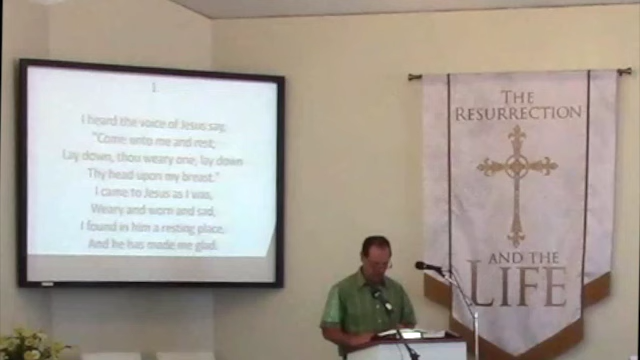 1
I heard the voice of Jesus say,
"Come unto me and rest;
Lay down, thou weary one, lay down
Thy head upon my breast."
I came to Jesus as I was,
Weary and worn and sad,
I found in him a resting place,
And he has made me glad.
THE
RESURRECTION
AND THE
LIFE